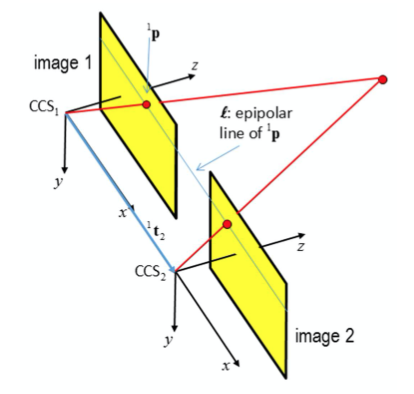 ¹p
image 1
z
CCS₁
ℓ: epipolar
line of ¹p
y
x
¹t₂
z
CCS₂
y
image 2
x